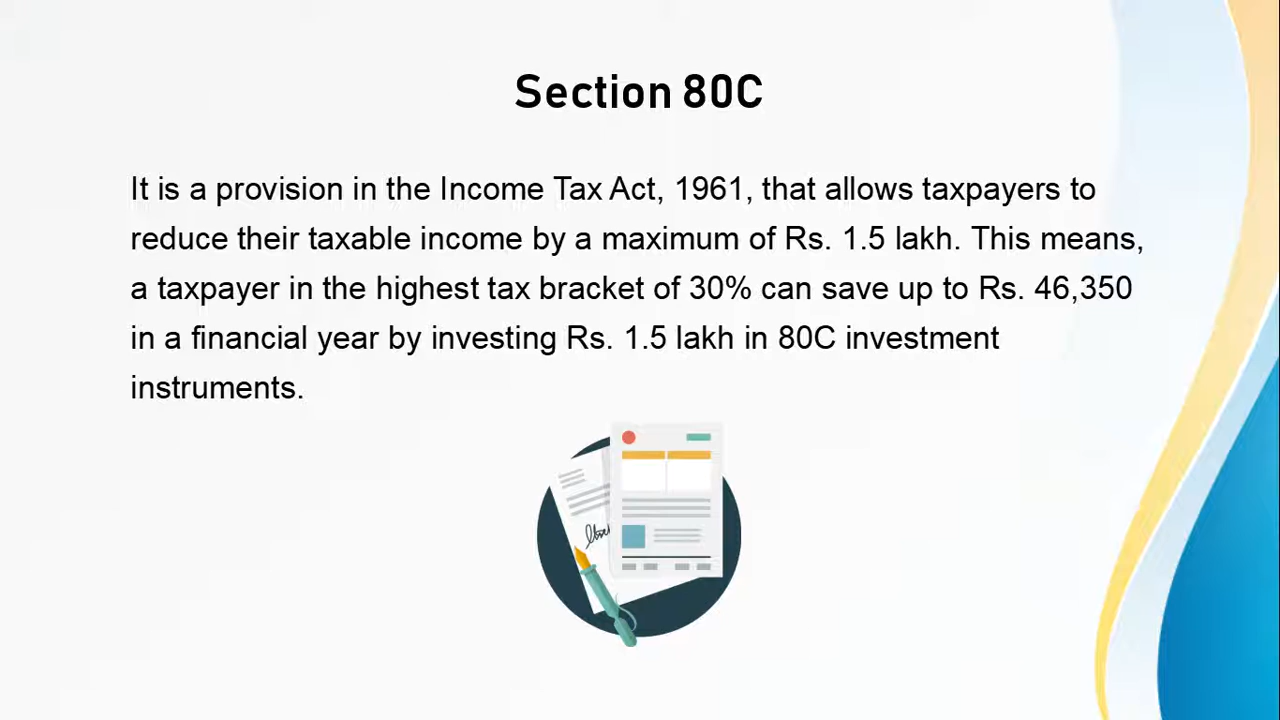 Section 80C
It is a provision in the Income Tax Act, 1961, that allows taxpayers to
reduce their taxable income by a maximum of Rs. 1.5 lakh. This means,
a taxpayer in the highest tax bracket of 30% can save up to Rs. 46,350
in a financial year by investing Rs. 1.5 lakh in 80C investment
instruments.